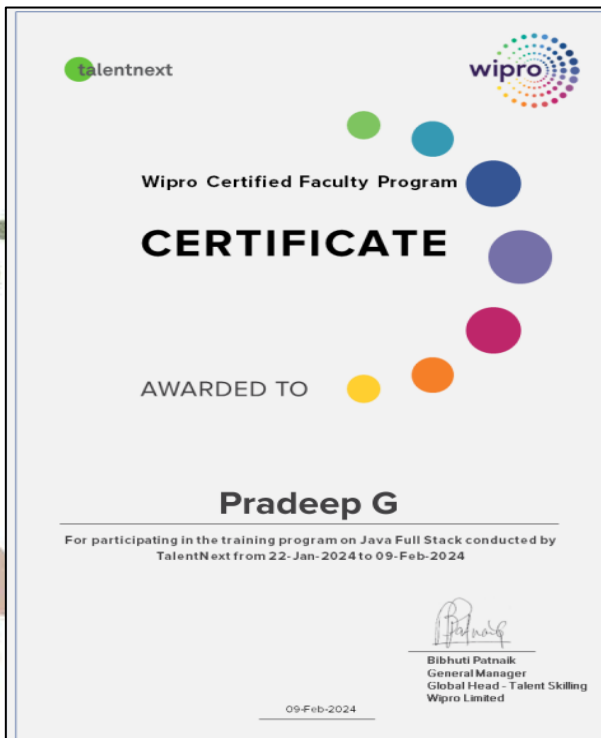 talentnext
wipro
Wipro Certified Faculty Program
CERTIFICATE
AWARDED TO
Pradeep G
For participating in the training program on Java Full Stack conducted by
TalentNext from 22-Jan-2024 to 09-Feb-2024
Bibhuti Patnaik
General Manager
Global Head - Talent Skilling
Wipro Limited
09-Feb-2024